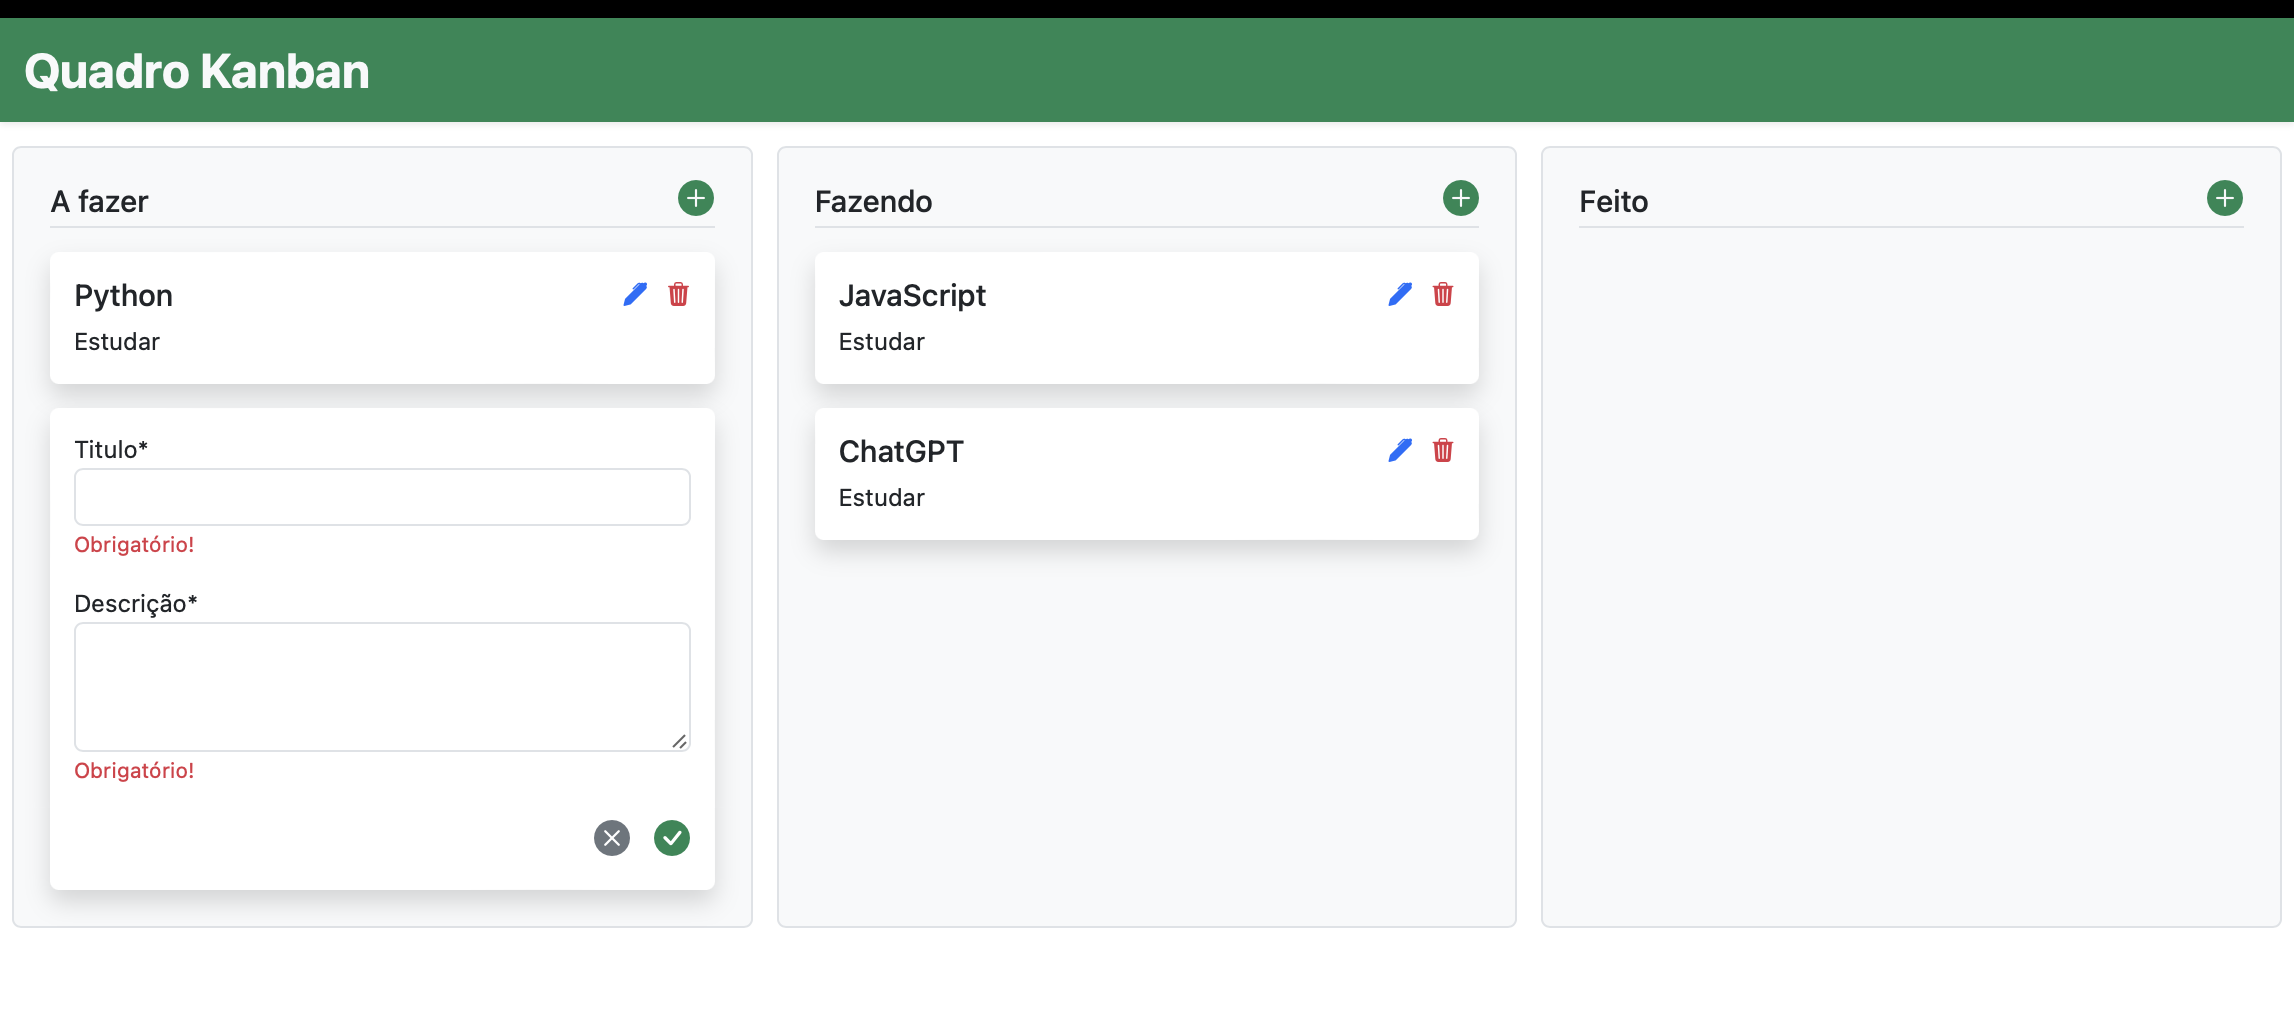 Quadro Kanban
A fazer
Python
Estudar
Titulo*
Obrigatório!
Descrição*
Obrigatório!
Fazendo
JavaScript
Estudar
ChatGPT
Estudar
Feito